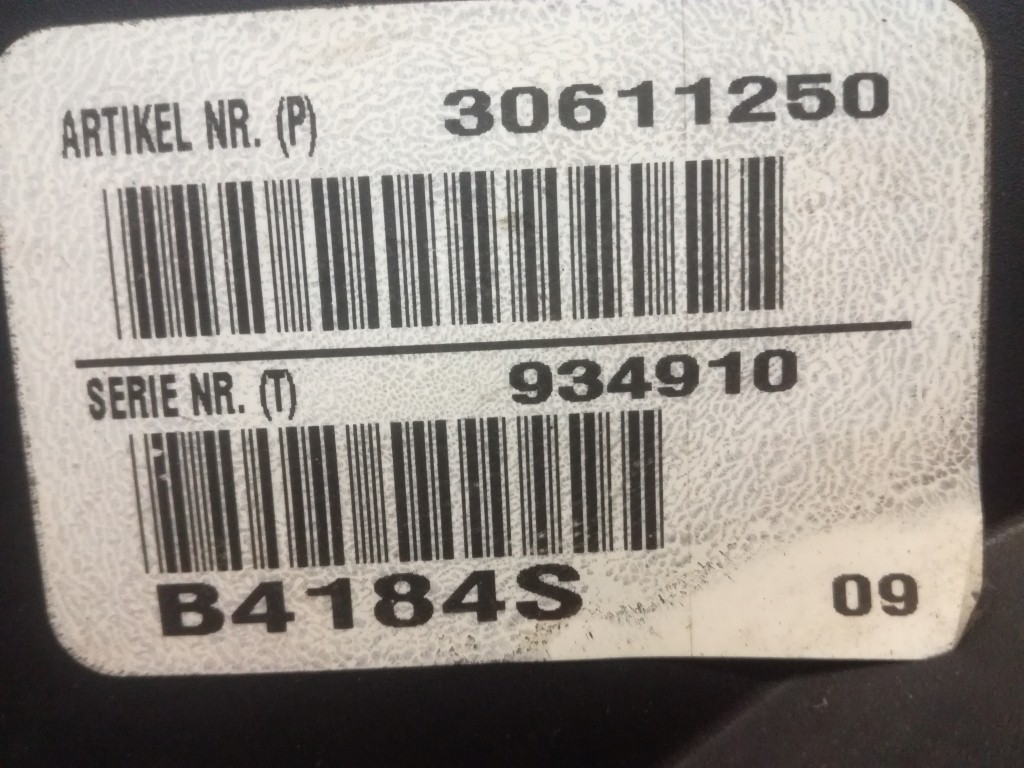 ARTIKEL NR. (P) 30611250
SERIE NR. (T) 934910
B4184S 09